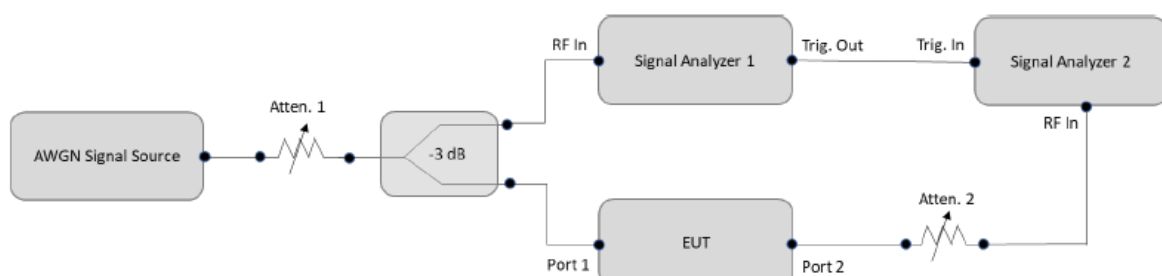 RF In
Signal Analyzer 1
Trig. Out
Trig. In
Signal Analyzer 2
RF In
Atten. 1
AWGN Signal Source
-3 dB
Atten. 2
EUT
Port 1
Port 2